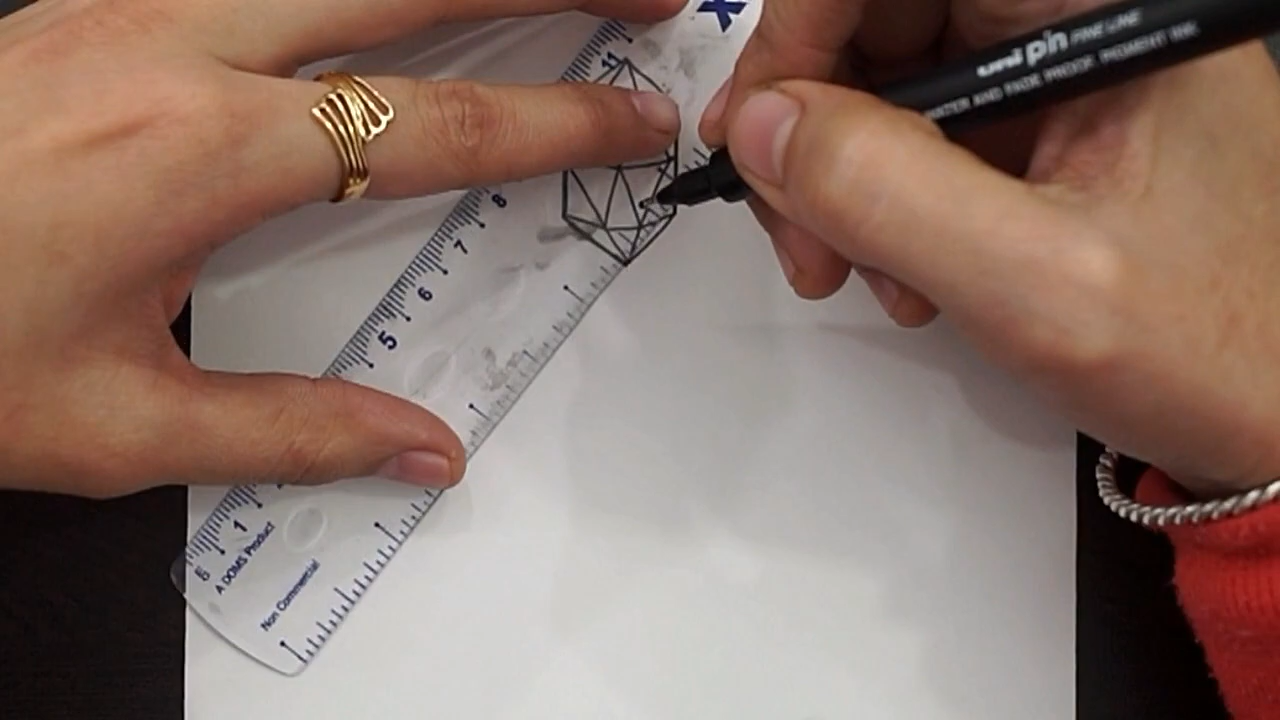 uni pin FINE LINE
WATER AND FADE PROOF, PIGMENT INK
X
11
8
7
6
5
1
A DOMS Product
Non Commercial